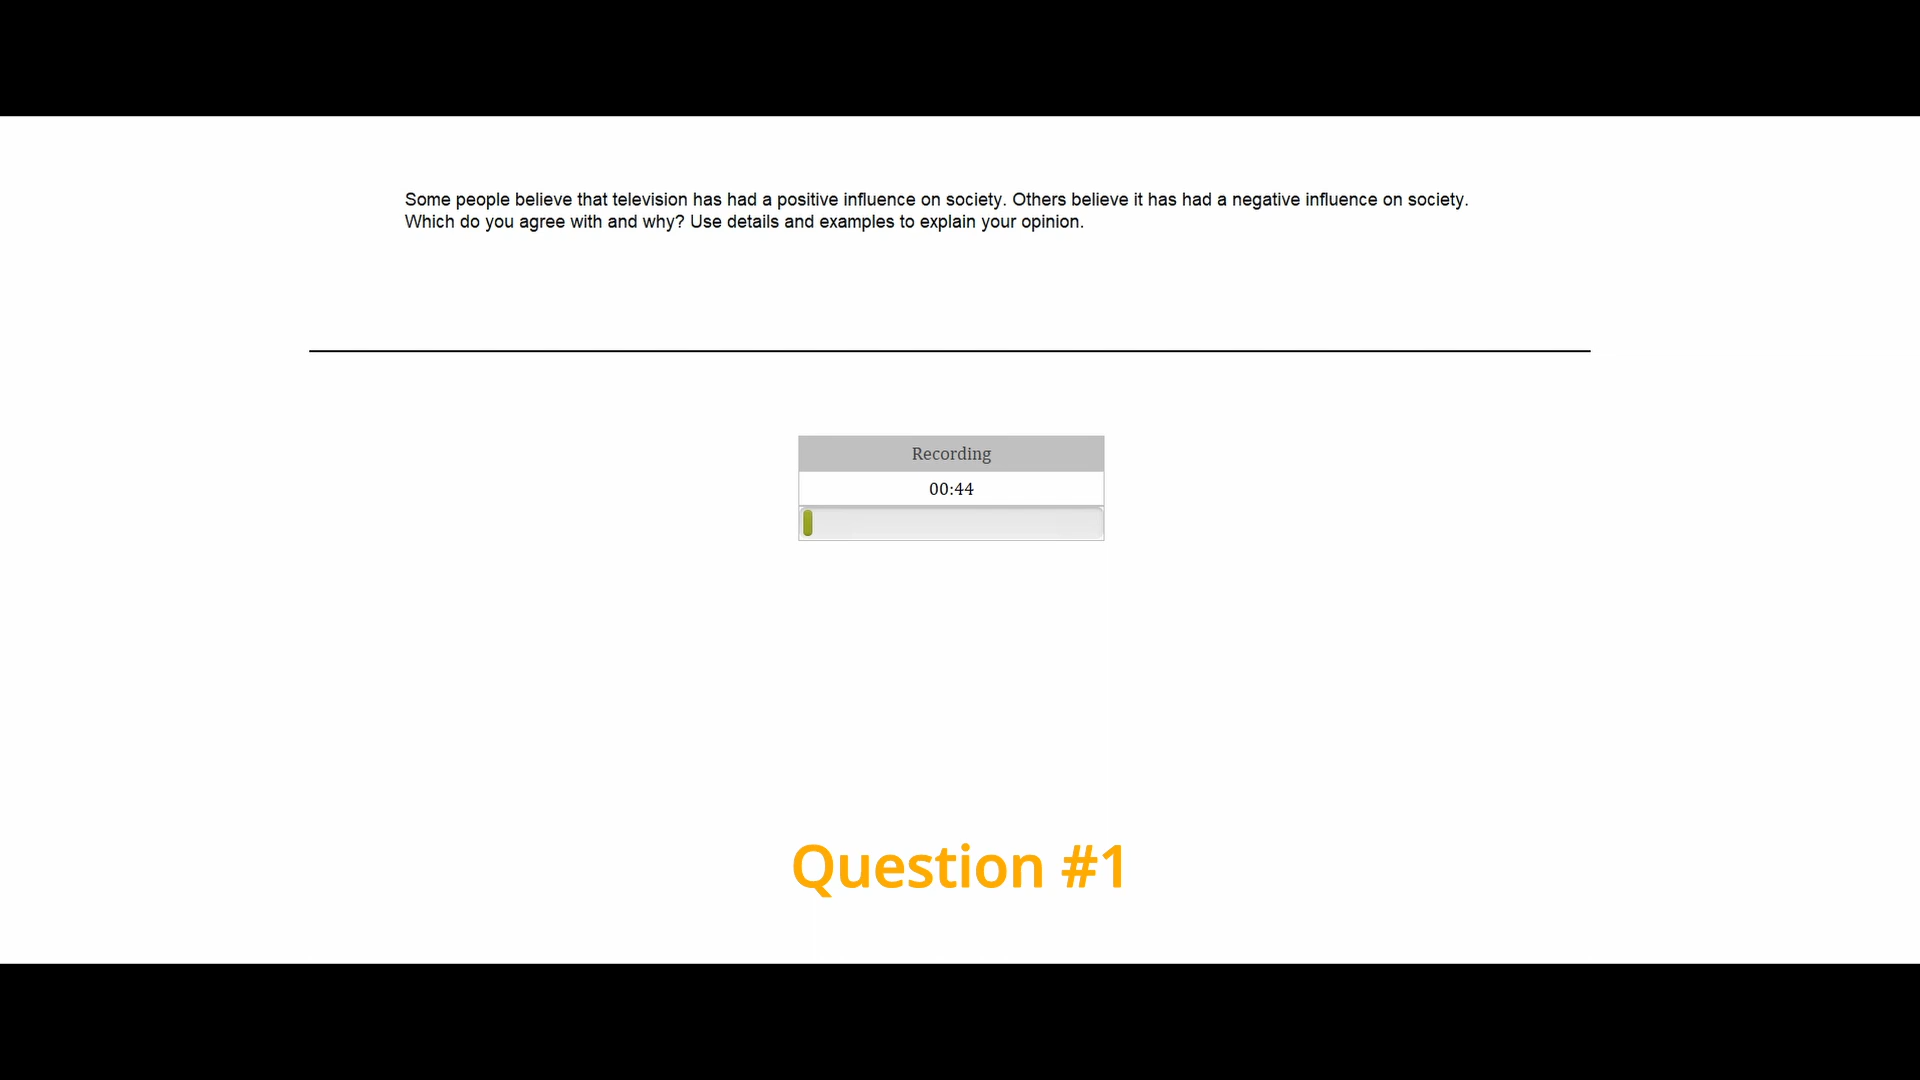 Some people believe that television has had a positive influence on society. Others believe it has had a negative influence on society.
Which do you agree with and why? Use details and examples to explain your opinion.
Recording
00:44
Question #1